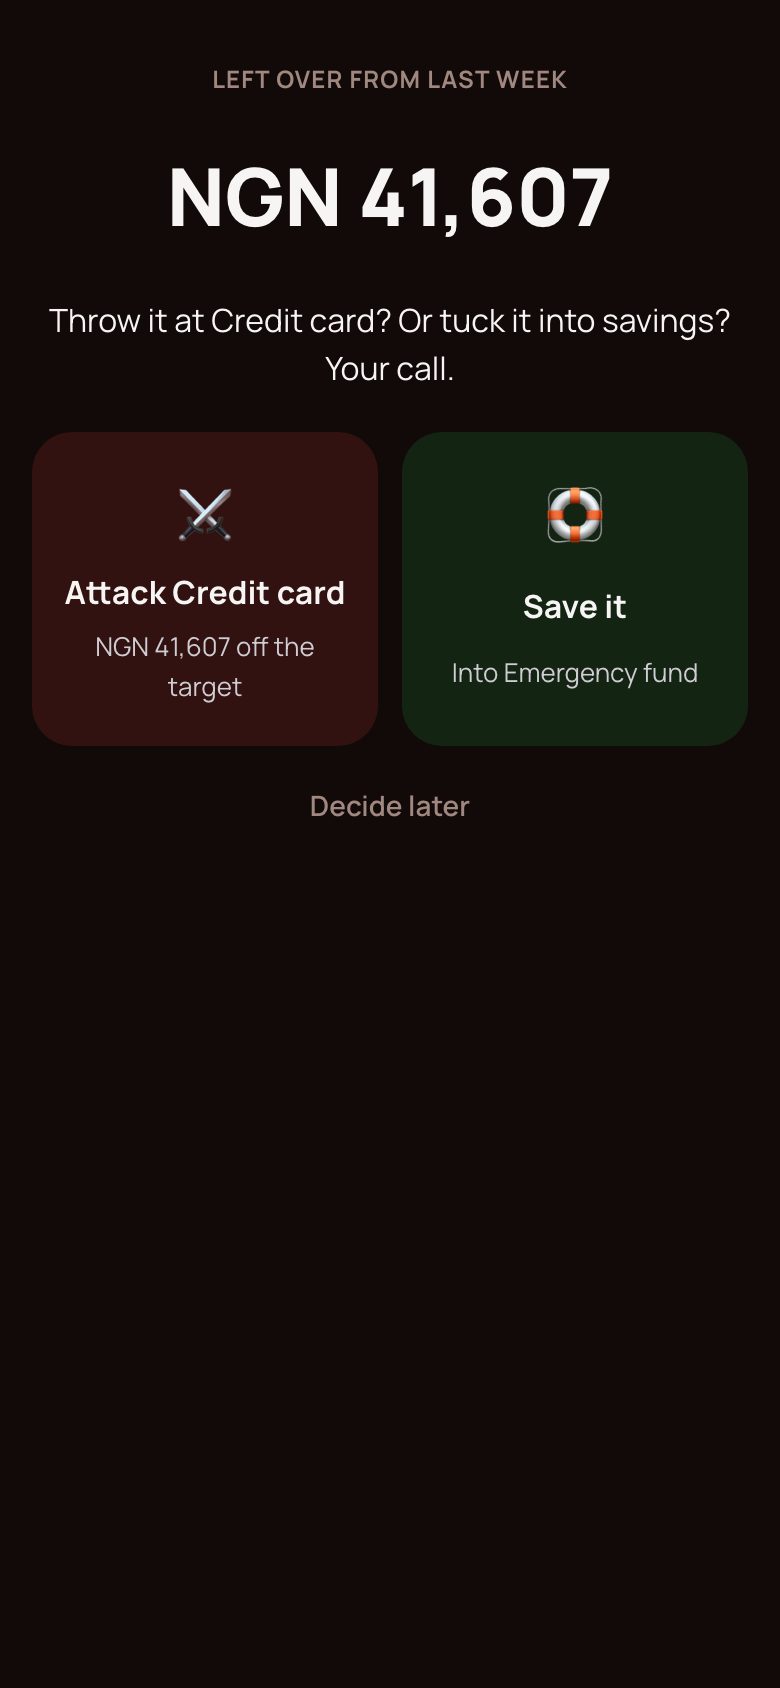 LEFT OVER FROM LAST WEEK
NGN 41,607
Throw it at Credit card? Or tuck it into savings?
Your call.
Attack Credit card
NGN 41,607 off the
target
Save it
Into Emergency fund
Decide later